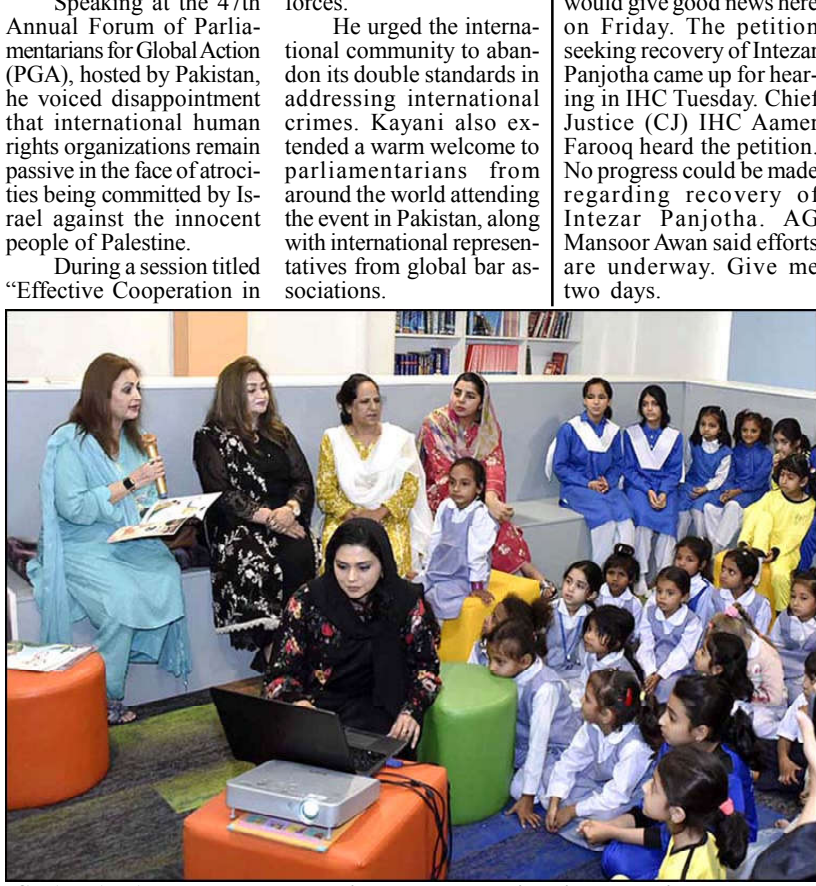 Speaking at the 47th
Annual Forum of Parlia-
mentarians for Global Action
(PGA), hosted by Pakistan,
he voiced disappointment
that international human
rights organizations remain
passive in the face of atroci-
ties being committed by Is-
rael against the innocent
people of Palestine.
During a session titled
“Effective Cooperation in
forces.
He urged the interna-
tional community to aban-
don its double standards in
addressing international
crimes. Kayani also ex-
tended a warm welcome to
parliamentarians from
around the world attending
the event in Pakistan, along
with international represen-
tatives from global bar as-
sociations.
would give good news here
on Friday. The petition
seeking recovery of Intezar
Panjotha came up for hear-
ing in IHC Tuesday. Chief
Justice (CJ) IHC Aamer
Farooq heard the petition.
No progress could be made
regarding recovery of
Intezar Panjotha. AG
Mansoor Awan said efforts
are underway. Give me
two days.